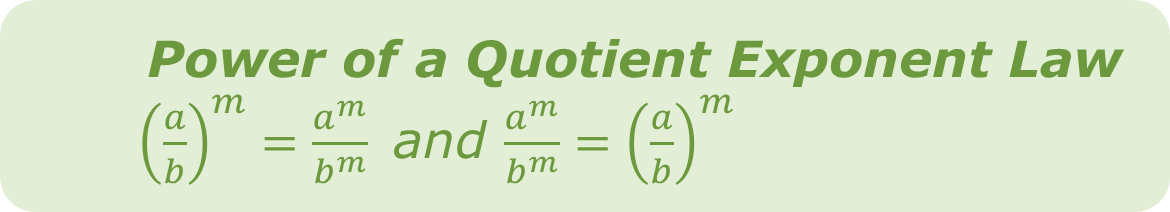 Power of a Quotient Exponent Law
(a/b)^m = a^m/b^m and a^m/b^m = (a/b)^m